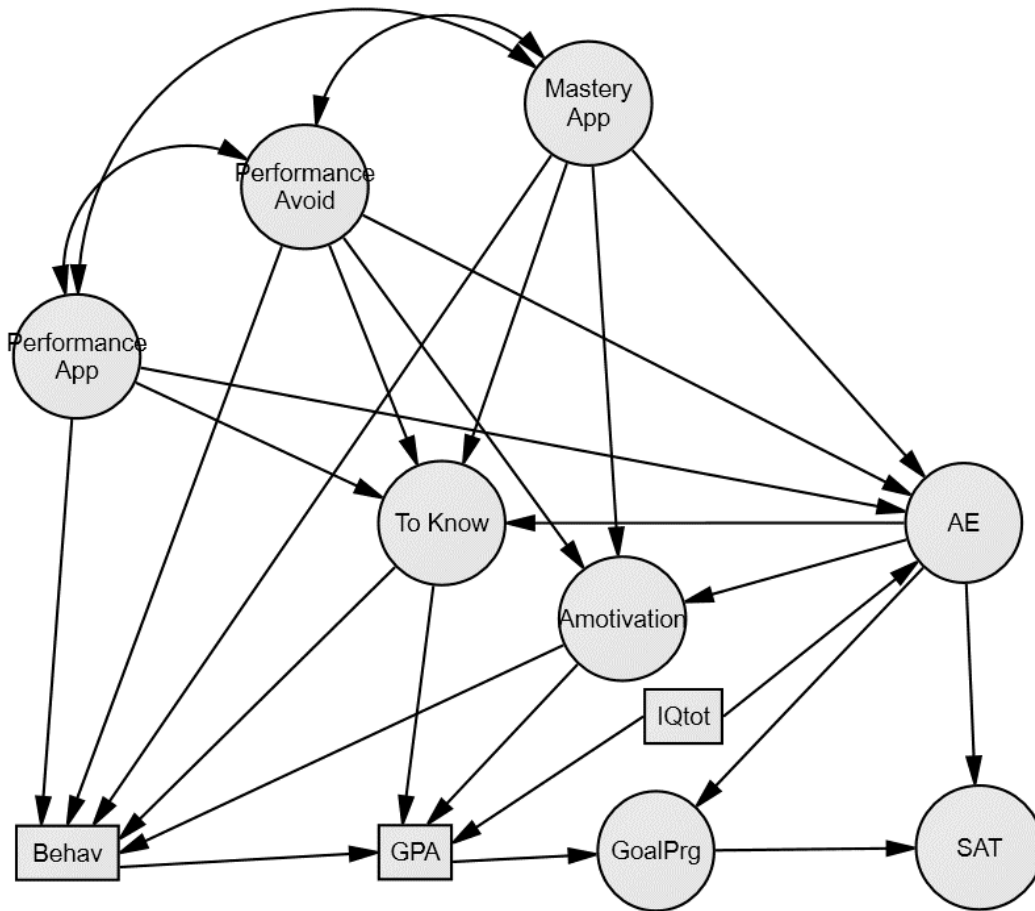 Mastery
App
Performance
Avoid
Performance
App
To Know
AE
Amotivation
IQtot
Behav
GPA
GoalPrg
SAT